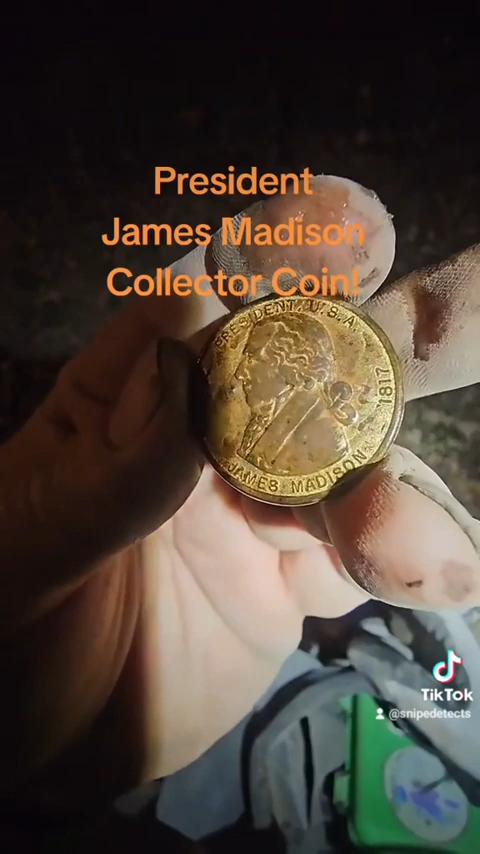 President
James Madison
Collector Coin!
PRESIDENT. U.S.A.
1817
JAMES MADISON
TikTok
@snipedetects